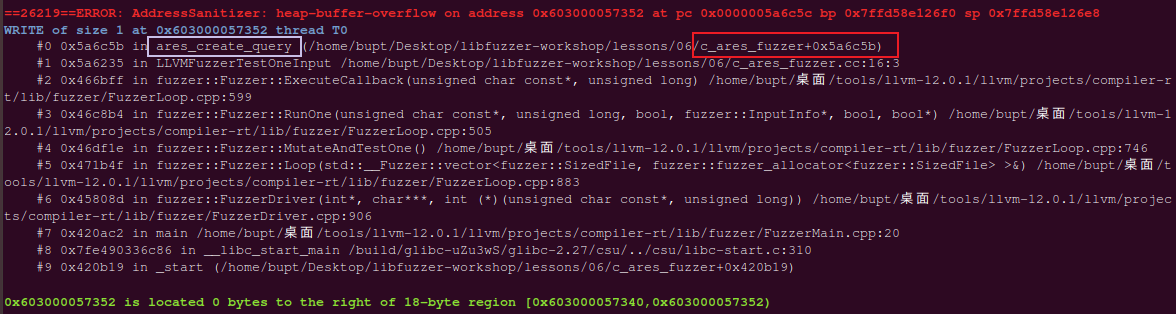 ==26219==ERROR: AddressSanitizer: heap-buffer-overflow on address 0x603000057352 at pc 0x0000005a6c5c bp 0x7ffd58e126f0 sp 0x7ffd58e126e8
WRITE of size 1 at 0x603000057352 thread T0
#0 0x5a6c5b in ares_create_query (/home/bupt/Desktop/libfuzzer-workshop/lessons/06/c_ares_fuzzer+0x5a6c5b)
#1 0x5a6235 in LLVMFuzzerTestOneInput /home/bupt/Desktop/libfuzzer-workshop/lessons/06/c_ares_fuzzer.cc:16:3
#2 0x466bff in fuzzer::Fuzzer::ExecuteCallback(unsigned char const*, unsigned long) /home/bupt/桌面/tools/llvm-12.0.1/llvm/projects/compiler-r
t/lib/fuzzer/FuzzerLoop.cpp:599
#3 0x46c8b4 in fuzzer::Fuzzer::RunOne(unsigned char const*, unsigned long, bool, fuzzer::InputInfo*, bool, bool*) /home/bupt/桌面/tools/llvm-1
2.0.1/llvm/projects/compiler-rt/lib/fuzzer/FuzzerLoop.cpp:505
#4 0x46df1e in fuzzer::Fuzzer::MutateAndTestOne() /home/bupt/桌面/tools/llvm-12.0.1/llvm/projects/compiler-rt/lib/fuzzer/FuzzerLoop.cpp:746
#5 0x471b4f in fuzzer::Fuzzer::Loop(std::__Fuzzer::vector<fuzzer::SizedFile, fuzzer::fuzzer_allocator<fuzzer::SizedFile> >&) /home/bupt/桌面/t
ools/llvm-12.0.1/llvm/projects/compiler-rt/lib/fuzzer/FuzzerLoop.cpp:883
#6 0x45808d in fuzzer::FuzzerDriver(int*, char***, int (*)(unsigned char const*, unsigned long)) /home/bupt/桌面/tools/llvm-12.0.1/llvm/projec
ts/compiler-rt/lib/fuzzer/FuzzerDriver.cpp:906
#7 0x420ac2 in main /home/bupt/桌面/tools/llvm-12.0.1/llvm/projects/compiler-rt/lib/fuzzer/FuzzerMain.cpp:20
#8 0x7fe490336c86 in __libc_start_main /build/glibc-uZu3wS/glibc-2.27/csu/../csu/libc-start.c:310
#9 0x420b19 in _start (/home/bupt/Desktop/libfuzzer-workshop/lessons/06/c_ares_fuzzer+0x420b19)
0x603000057352 is located 0 bytes to the right of 18-byte region [0x603000057340,0x603000057352)